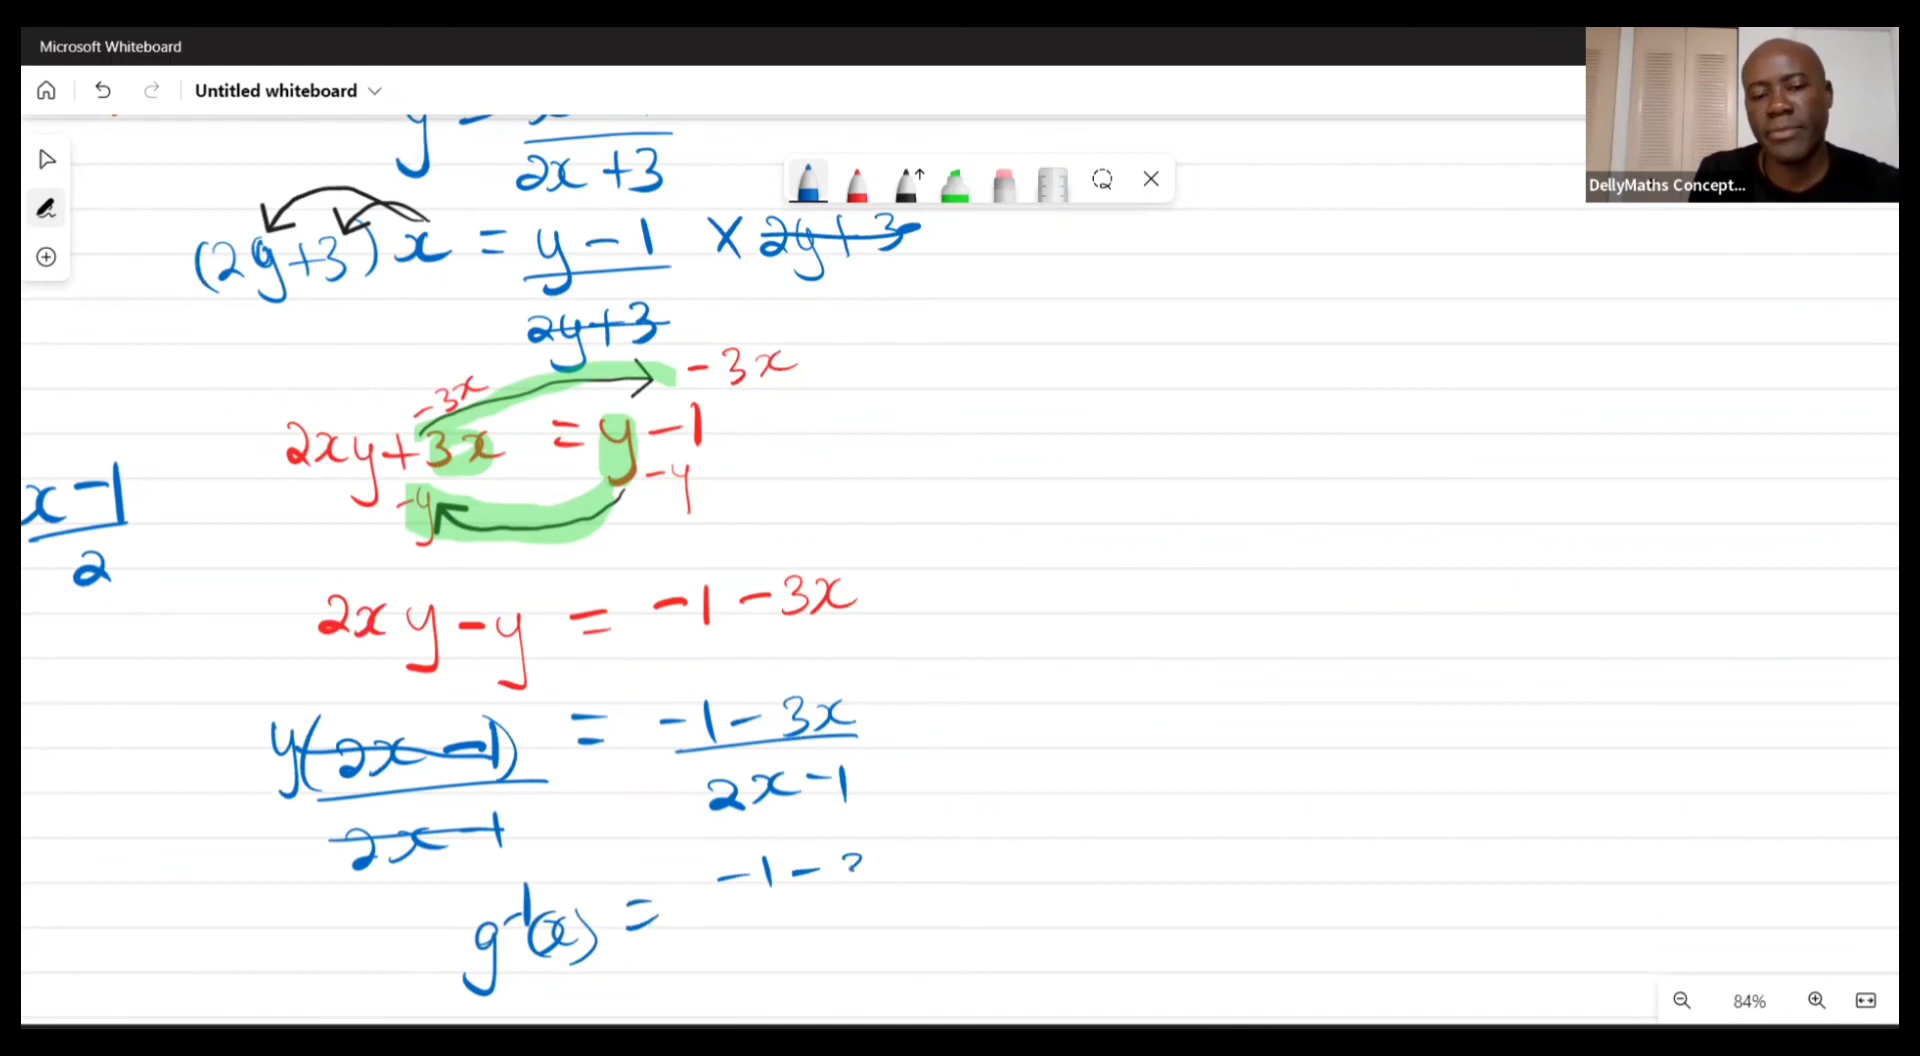 Microsoft Whiteboard
Untitled whiteboard
DellyMaths Concept...
2x+3
(2y+3)x = y-1 × 2y+3
2y+3
-3x -3x
2xy+3x = y-1
-y -y
x-1
2
2xy-y = -1-3x
y(2x-1) = -1-3x
2x-1 2x-1
-1-
g⁻¹(x) =
84%